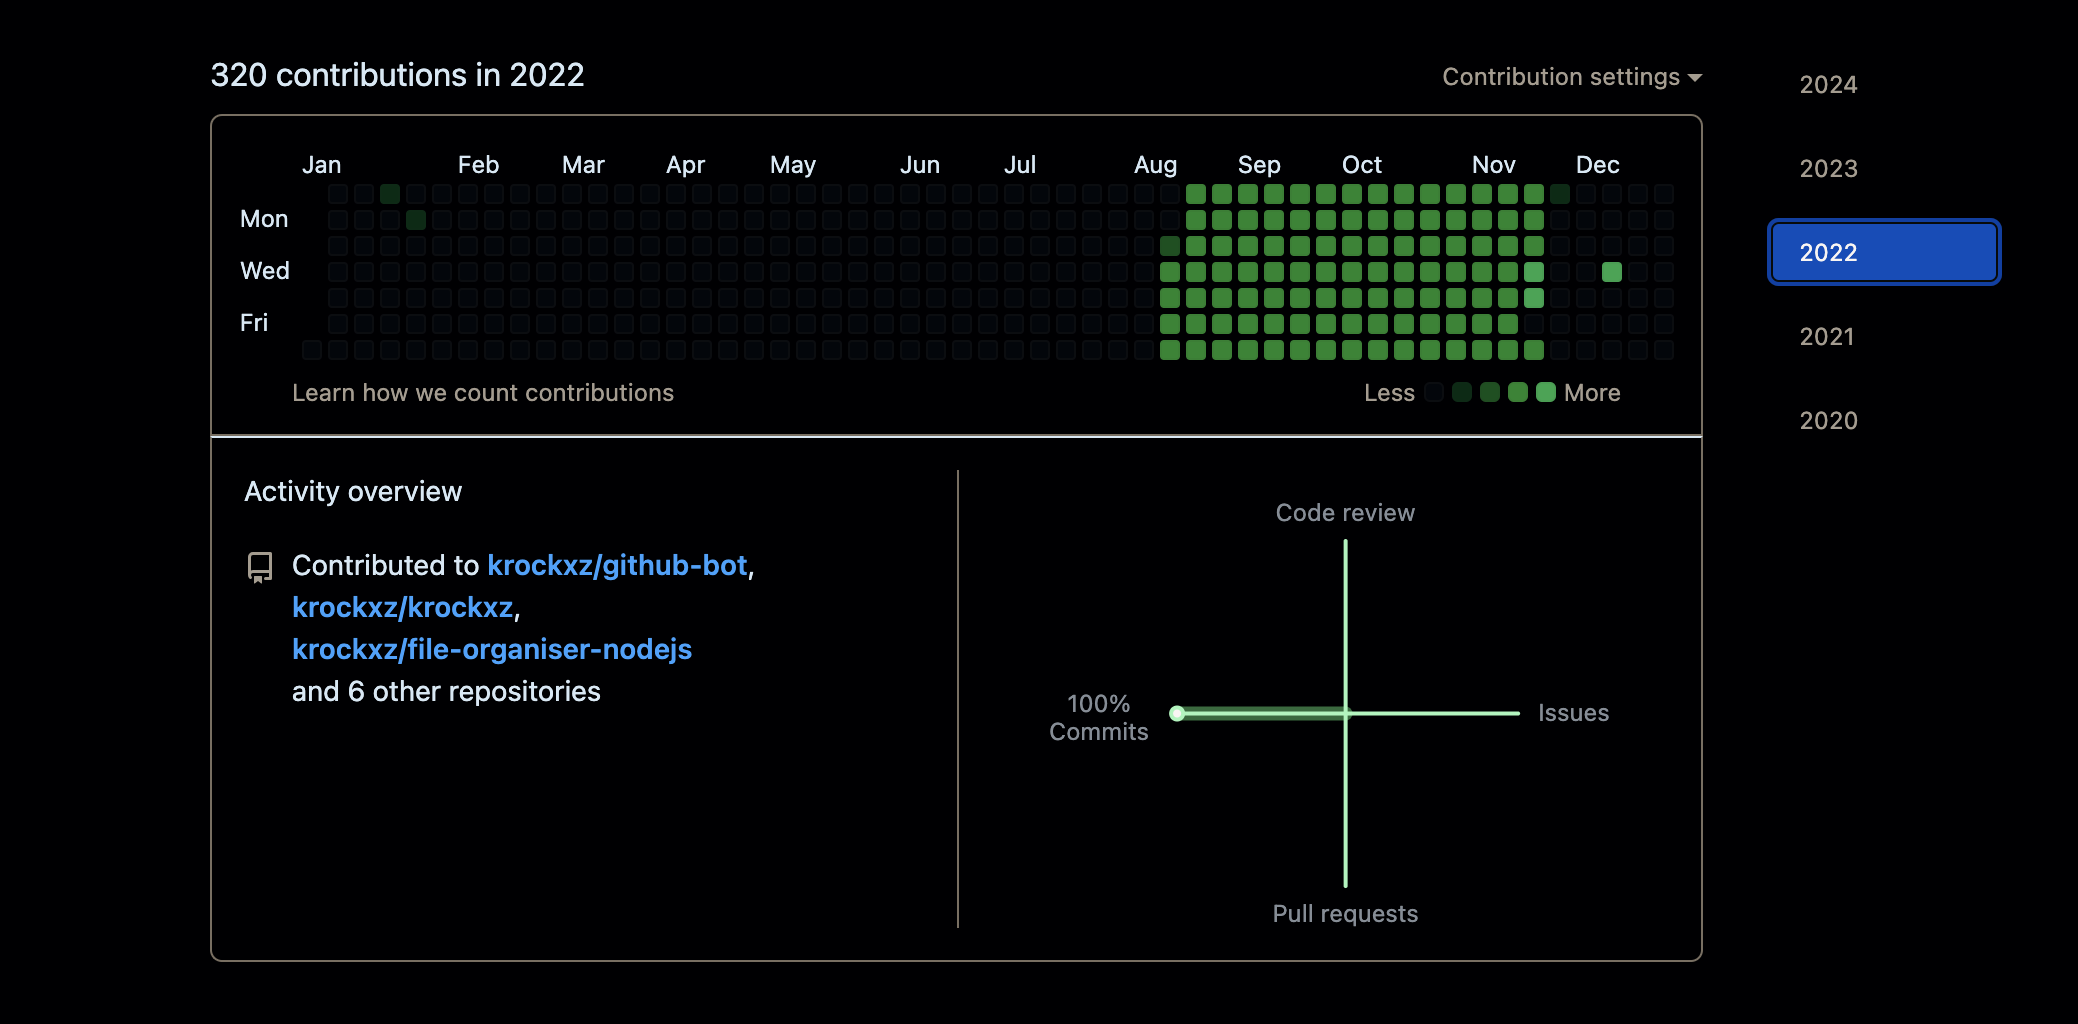 320 contributions in 2022
Contribution settings
Jan Feb Mar Apr May Jun Jul Aug Sep Oct Nov Dec
Mon
Wed
Fri
Learn how we count contributions
Less More
2024
2023
2022
2021
2020
Activity overview
Contributed to krockxz/github-bot,
krockxz/krockxz,
krockxz/file-organiser-nodejs
and 6 other repositories
Code review
100%
Commits
Issues
Pull requests